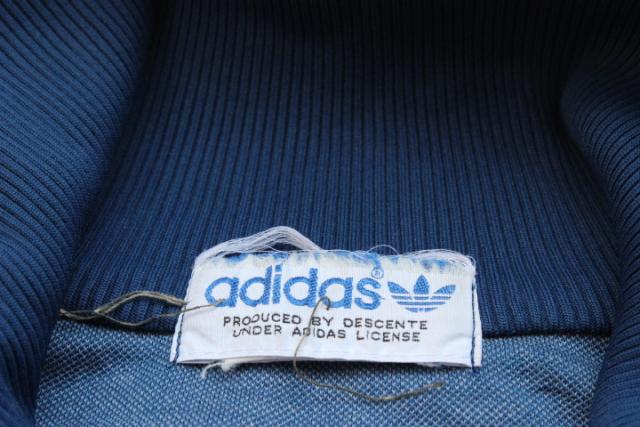 adidas®
PRODUCED BY DESCENTE
UNDER ADIDAS LICENSE